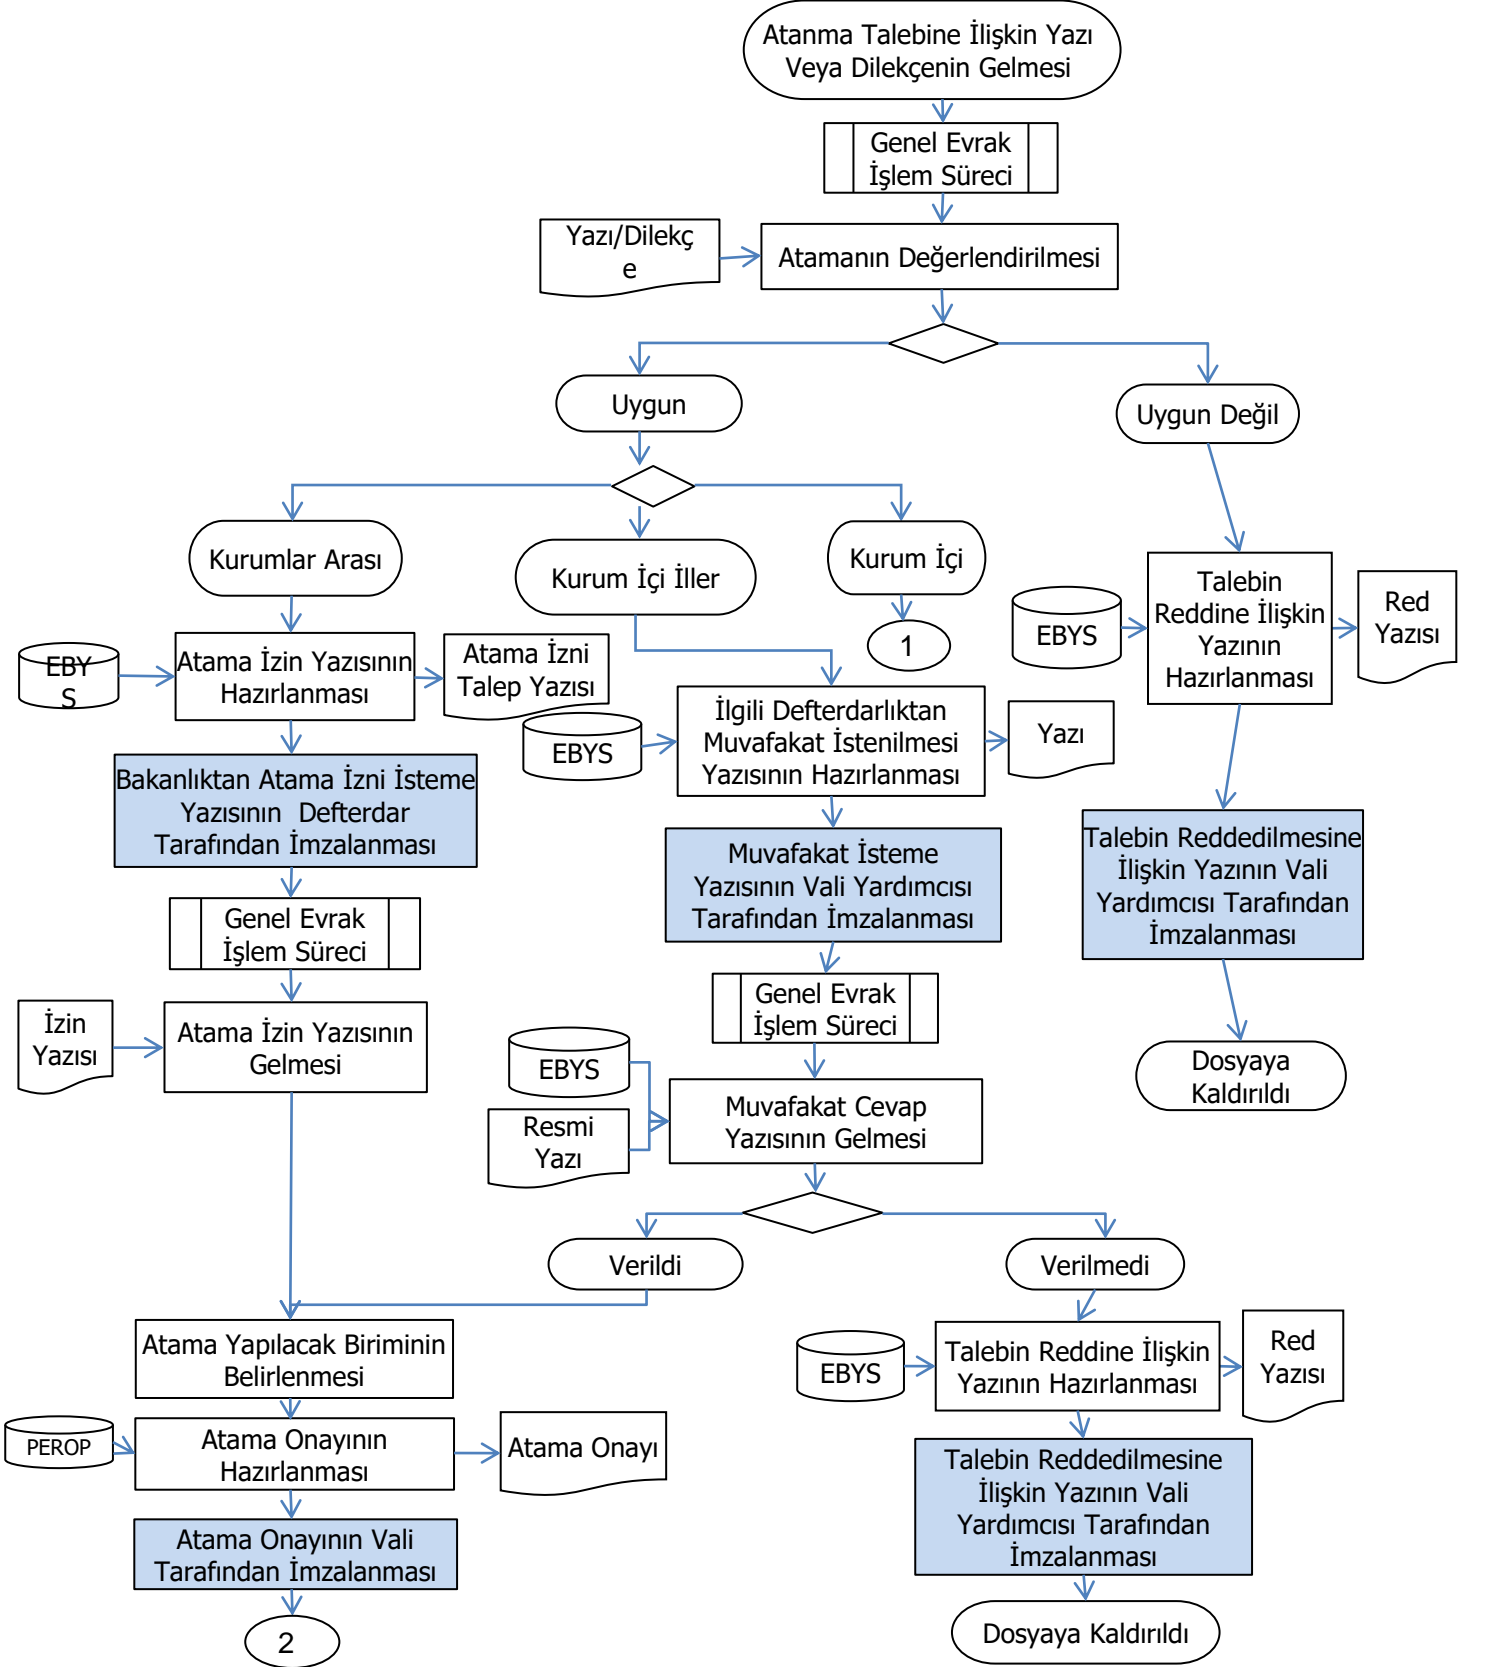 Atanma Talebine İlişkin Yazı
Veya Dilekçenin Gelmesi
Genel Evrak
İşlem Süreci
Yazı/Dilekç
e
Atamanın Değerlendirilmesi
Uygun
Uygun Değil
Kurumlar Arası
Kurum İçi İller
Kurum İçi
1
EBY
S
Atama İzin Yazısının
Hazırlanması
Atama İzni
Talep Yazısı
EBYS
Talebin
Reddine İlişkin
Yazının
Hazırlanması
Red
Yazısı
EBYS
İlgili Defterdarlıktan
Muvafakat İstenilmesi
Yazısının Hazırlanması
Yazı
Bakanlıktan Atama İzni İsteme
Yazısının  Defterdar
Tarafından İmzalanması
Muvafakat İsteme
Yazısının Vali Yardımcısı
Tarafından İmzalanması
Talebin Reddedilmesine
İlişkin Yazının Vali
Yardımcısı Tarafından
İmzalanması
Genel Evrak
İşlem Süreci
Genel Evrak
İşlem Süreci
İzin
Yazısı
Atama İzin Yazısının
Gelmesi
EBYS
Resmi
Yazı
Muvafakat Cevap
Yazısının Gelmesi
Dosyaya
Kaldırıldı
Verildi
Verilmedi
Atama Yapılacak Biriminin
Belirlenmesi
EBYS
Talebin Reddine İlişkin
Yazının Hazırlanması
Red
Yazısı
PEROP
Atama Onayının
Hazırlanması
Atama Onayı
Talebin Reddedilmesine
İlişkin Yazının Vali
Yardımcısı Tarafından
İmzalanması
Atama Onayının Vali
Tarafından İmzalanması
2
Dosyaya Kaldırıldı